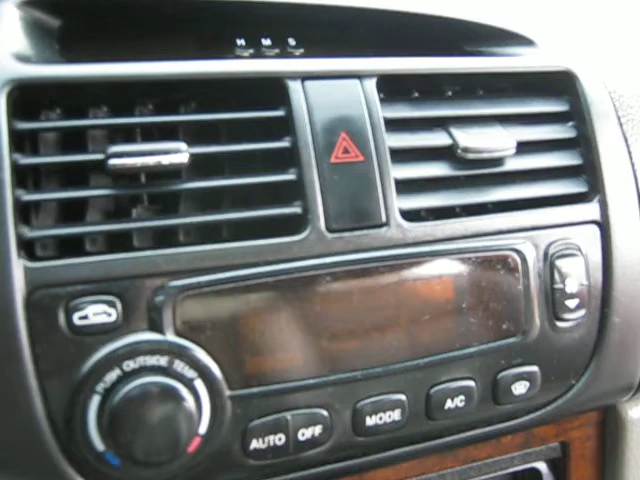 H M S
PUSH OUTSIDE TEMP
AUTO OFF
MODE
A/C